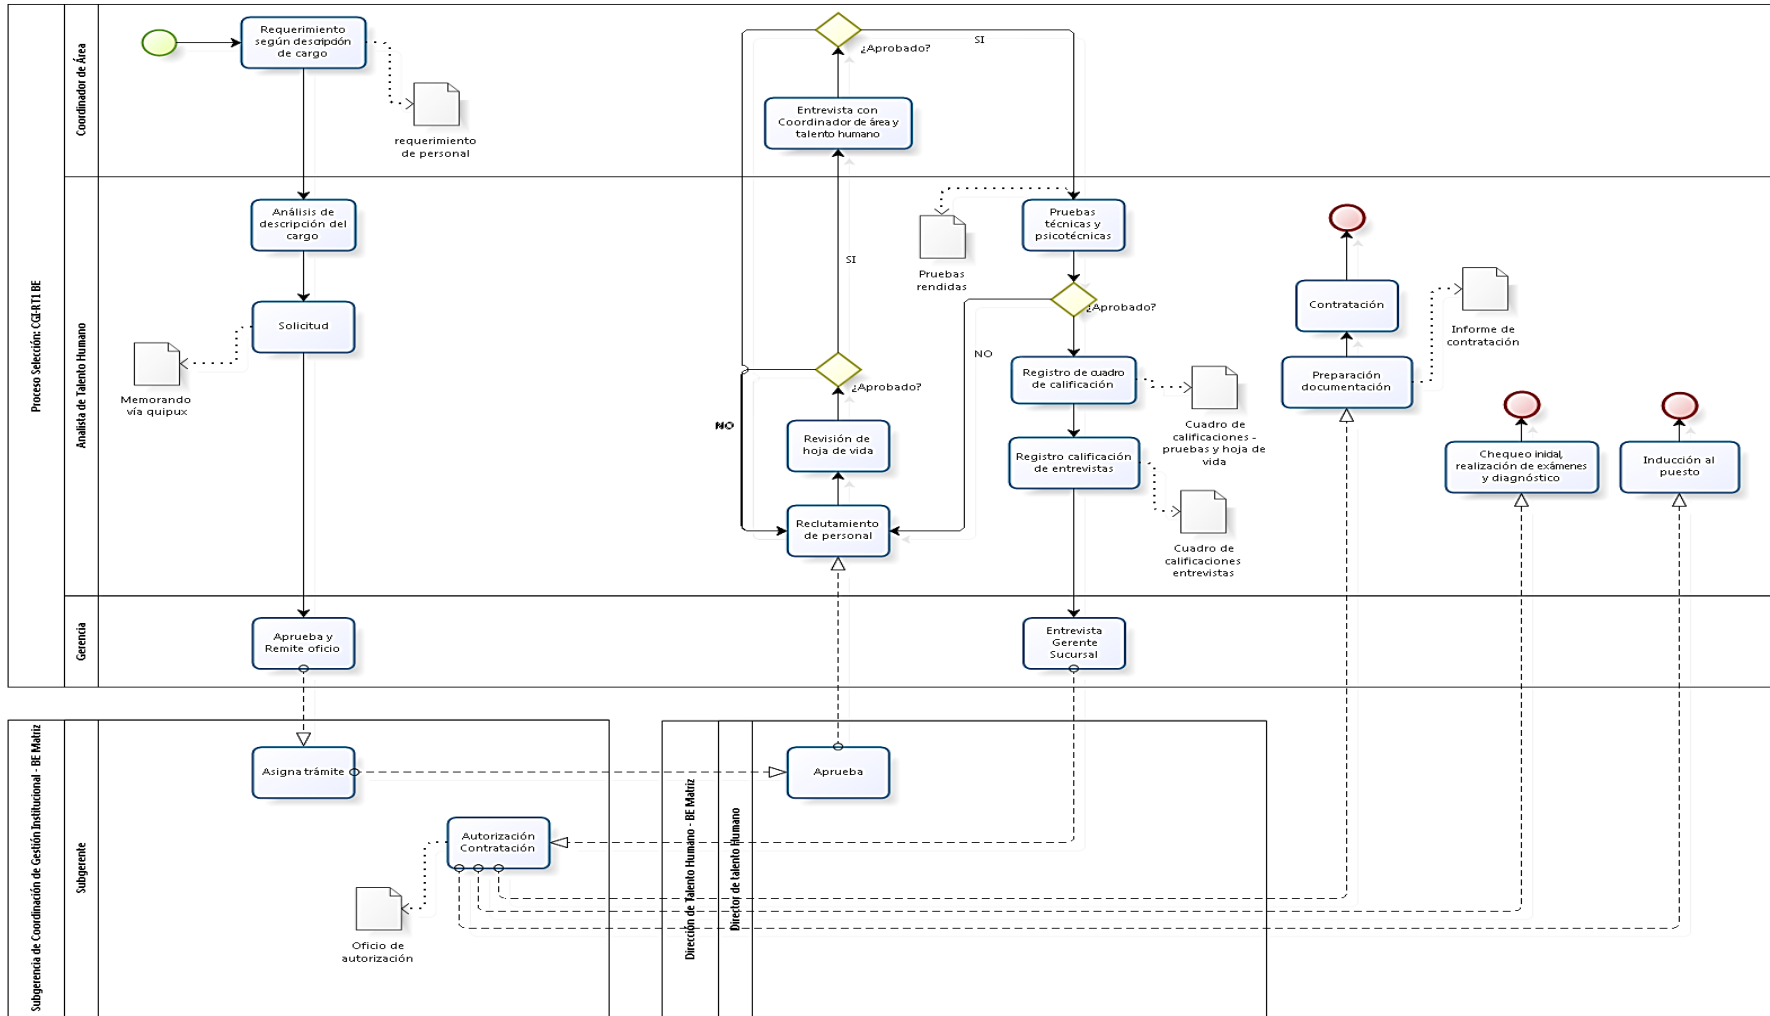 Proceso Selección: CGI-RT1 BE
Coordinador de Área
Requerimiento
según descripción
de cargo
requerimiento
de personal
¿Aprobado?
SI
Entrevista con
Coordinador de área y
talento humano
Analista de Talento Humano
Análisis de
descripción del
cargo
Solicitud
Memorando
vía quipux
SI
¿Aprobado?
NO
Revisión de
hoja de vida
Reclutamiento
de personal
Pruebas
técnicas y
psicotécnicas
Pruebas
rendidas
¿Aprobado?
NO
Registro de cuadro
de calificación
Cuadro de
calificaciones -
pruebas y hoja de
vida
Registro calificación
de entrevistas
Cuadro de
calificaciones
entrevistas
Contratación
Preparación
documentación
Informe de
contratación
Chequeo inicial,
realización de exámenes
y diagnóstico
Inducción al
puesto
Gerencia
Aprueba y
Remite oficio
Entrevista
Gerente
Sucursal
Subgerencia de Coordinación de Gestión Institucional - BE Matriz
Subgerente
Asigna trámite
Autorización
Contratación
Oficio de
autorización
Dirección de Talento Humano - BE Matriz
Director de talento Humano
Aprueba